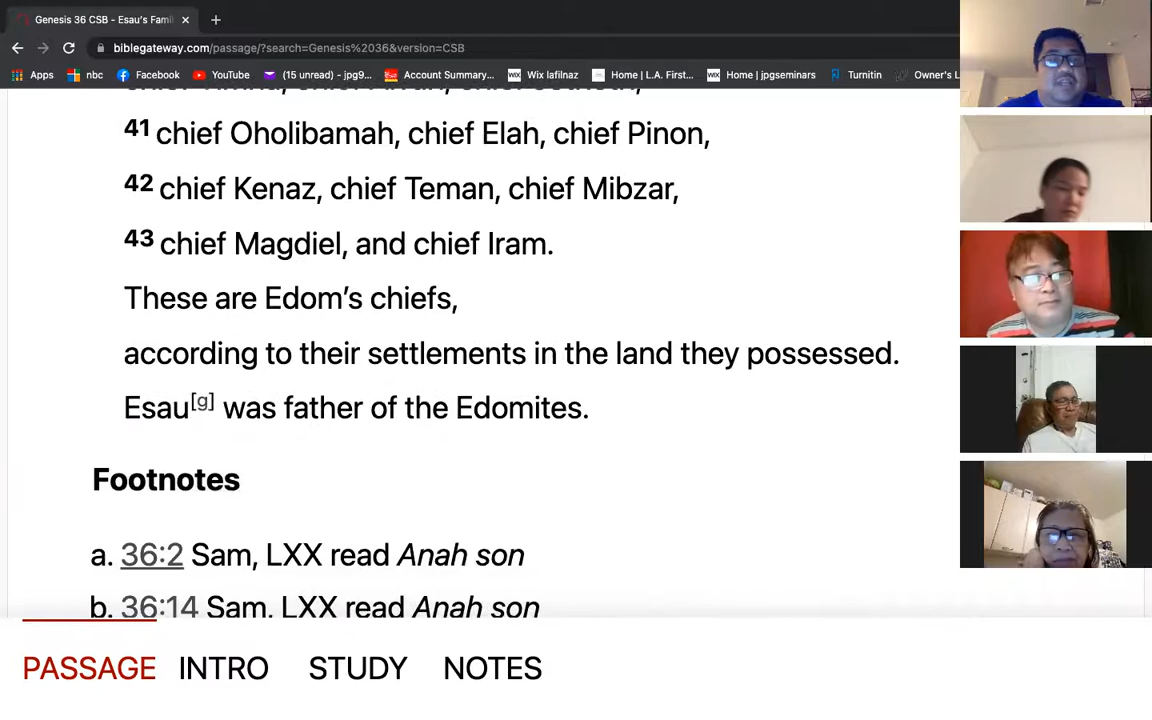 Genesis 36 CSB - Esau's Famil
biblegateway.com/passage/?search=Genesis%2036&version=CSB
Apps nbc Facebook YouTube (15 unread) - jpg9... Account Summary... WIX Wix lafilnaz Home | L.A. First... WIX Home | jpgseminars Turnitin Owner's L
41 chief Oholibamah, chief Elah, chief Pinon,
42 chief Kenaz, chief Teman, chief Mibzar,
43 chief Magdiel, and chief Iram.
These are Edom's chiefs,
according to their settlements in the land they possessed.
Esau[g] was father of the Edomites.
Footnotes
a. 36:2 Sam, LXX read Anah son
b. 36:14 Sam, LXX read Anah son
PASSAGE INTRO STUDY NOTES